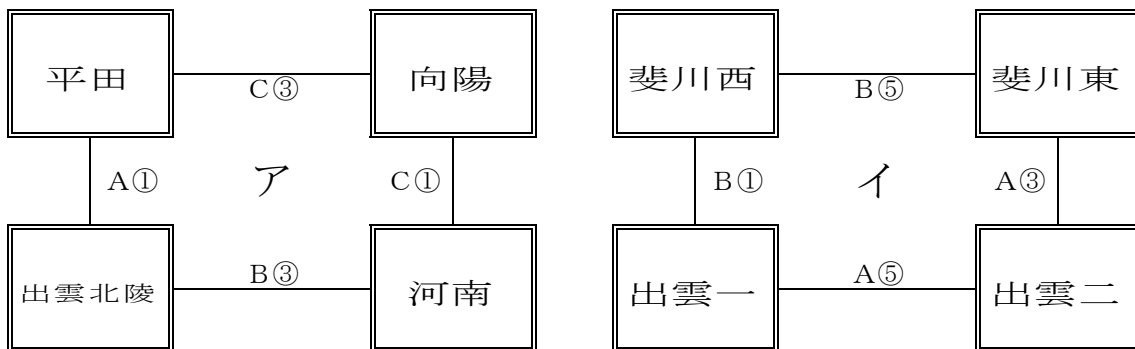 平田 C③ 向陽 斐川西 B⑤ 斐川東
A① ア C① B① イ A③
出雲北陵 B③ 河南 出雲一 A⑤ 出雲二